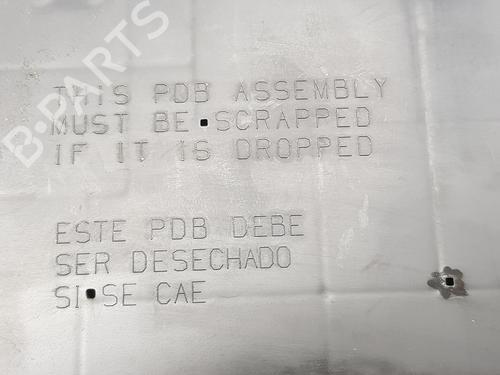 B-PARTS
THIS PDB ASSEMBLY
MUST BE SCRAPPED
IF IT IS DROPPED
ESTE PDB DEBE
SER DESECHADO
SI SE CAE